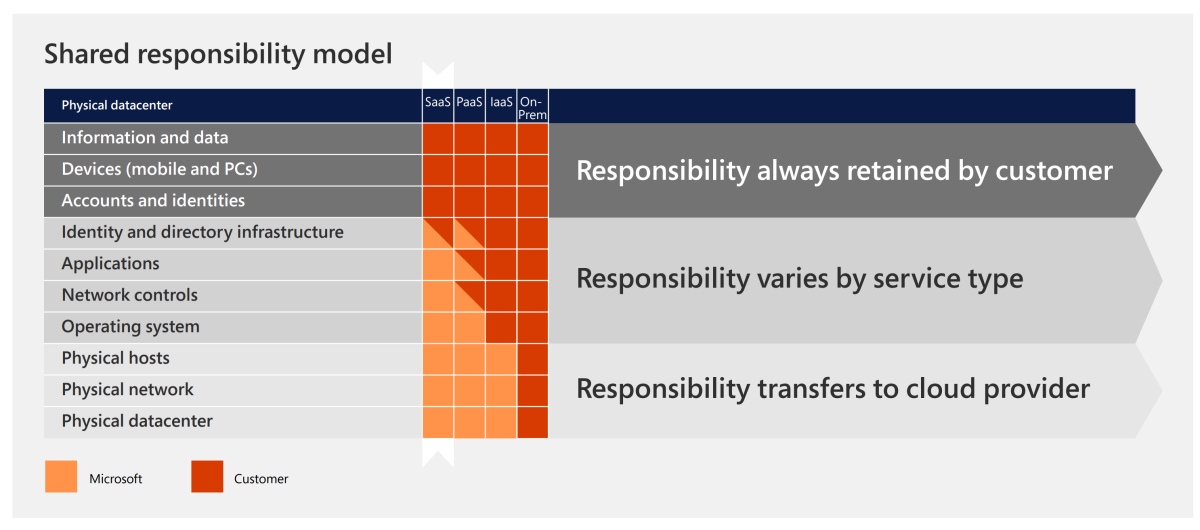 Shared responsibility model
Physical datacenter
SaaS
PaaS
IaaS
On-
Prem
Information and data
Devices (mobile and PCs)
Accounts and identities
Responsibility always retained by customer
Identity and directory infrastructure
Applications
Network controls
Operating system
Responsibility varies by service type
Physical hosts
Physical network
Physical datacenter
Responsibility transfers to cloud provider
Microsoft
Customer